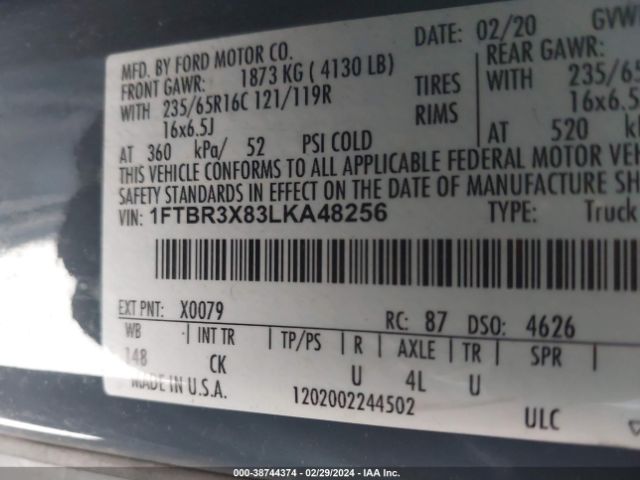 DATE: 02/20 GVW
MFD. BY FORD MOTOR CO.
FRONT GAWR: 1873 KG ( 4130 LB) REAR GAWR:
WITH 235/65R16C 121/119R TIRES WITH 235/65
16x6.5J RIMS 16x6.
AT 360 kPa/ 52 PSI COLD AT 520
THIS VEHICLE CONFORMS TO ALL APPLICABLE FEDERAL MOTOR VEH
SAFETY STANDARDS IN EFFECT ON THE DATE OF MANUFACTURE SH
VIN: 1FTBR3X83LKA48256 TYPE: Truck
EXT PNT: X0079 RC: 87 DSO: 4626
WB INT TR TP/PS R AXLE TR SPR
148 CK U 4L U
MADE IN U.S.A. 1202002244502 ULC
000-38744374 / 02/29/2024 - IAA Inc.